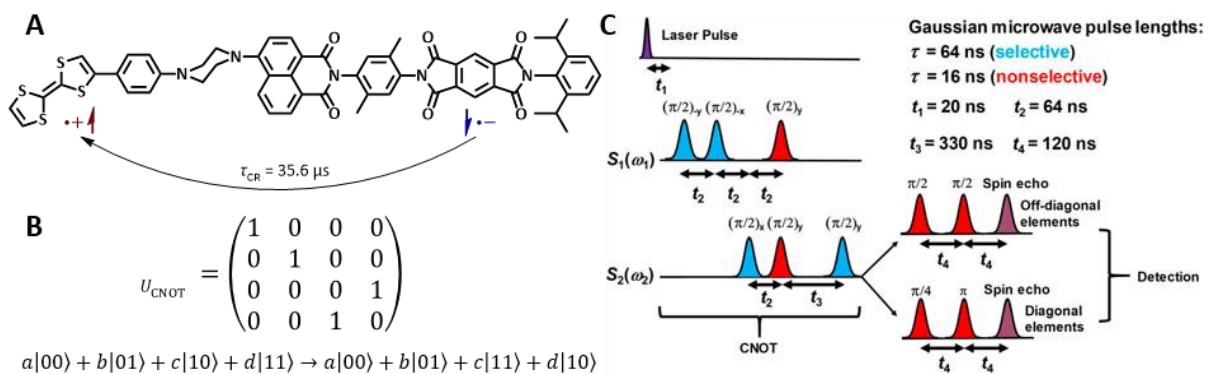 A
S
S
S
S
N
N
O
N
O
O
N
O
O
N
O
•+
•−
τCR = 35.6 µs
B
UCNOT = (1 0 0 0
0 1 0 0
0 0 0 1
0 0 1 0)
a|00⟩ + b|01⟩ + c|10⟩ + d|11⟩ → a|00⟩ + b|01⟩ + c|11⟩ + d|10⟩
C
Laser Pulse
t1
Gaussian microwave pulse lengths:
τ = 64 ns (selective)
τ = 16 ns (nonselective)
t1 = 20 ns t2 = 64 ns
t3 = 330 ns t4 = 120 ns
(π/2)-y (π/2)-x (π/2)y
S1(ω1)
t2 t2 t2
(π/2)x (π/2)y (π/2)y
S2(ω2)
t2 t3
CNOT
π/2 π/2 Spin echo
Off-diagonal
elements
t4 t4
π/4 π Spin echo
Diagonal
elements
t4 t4
Detection